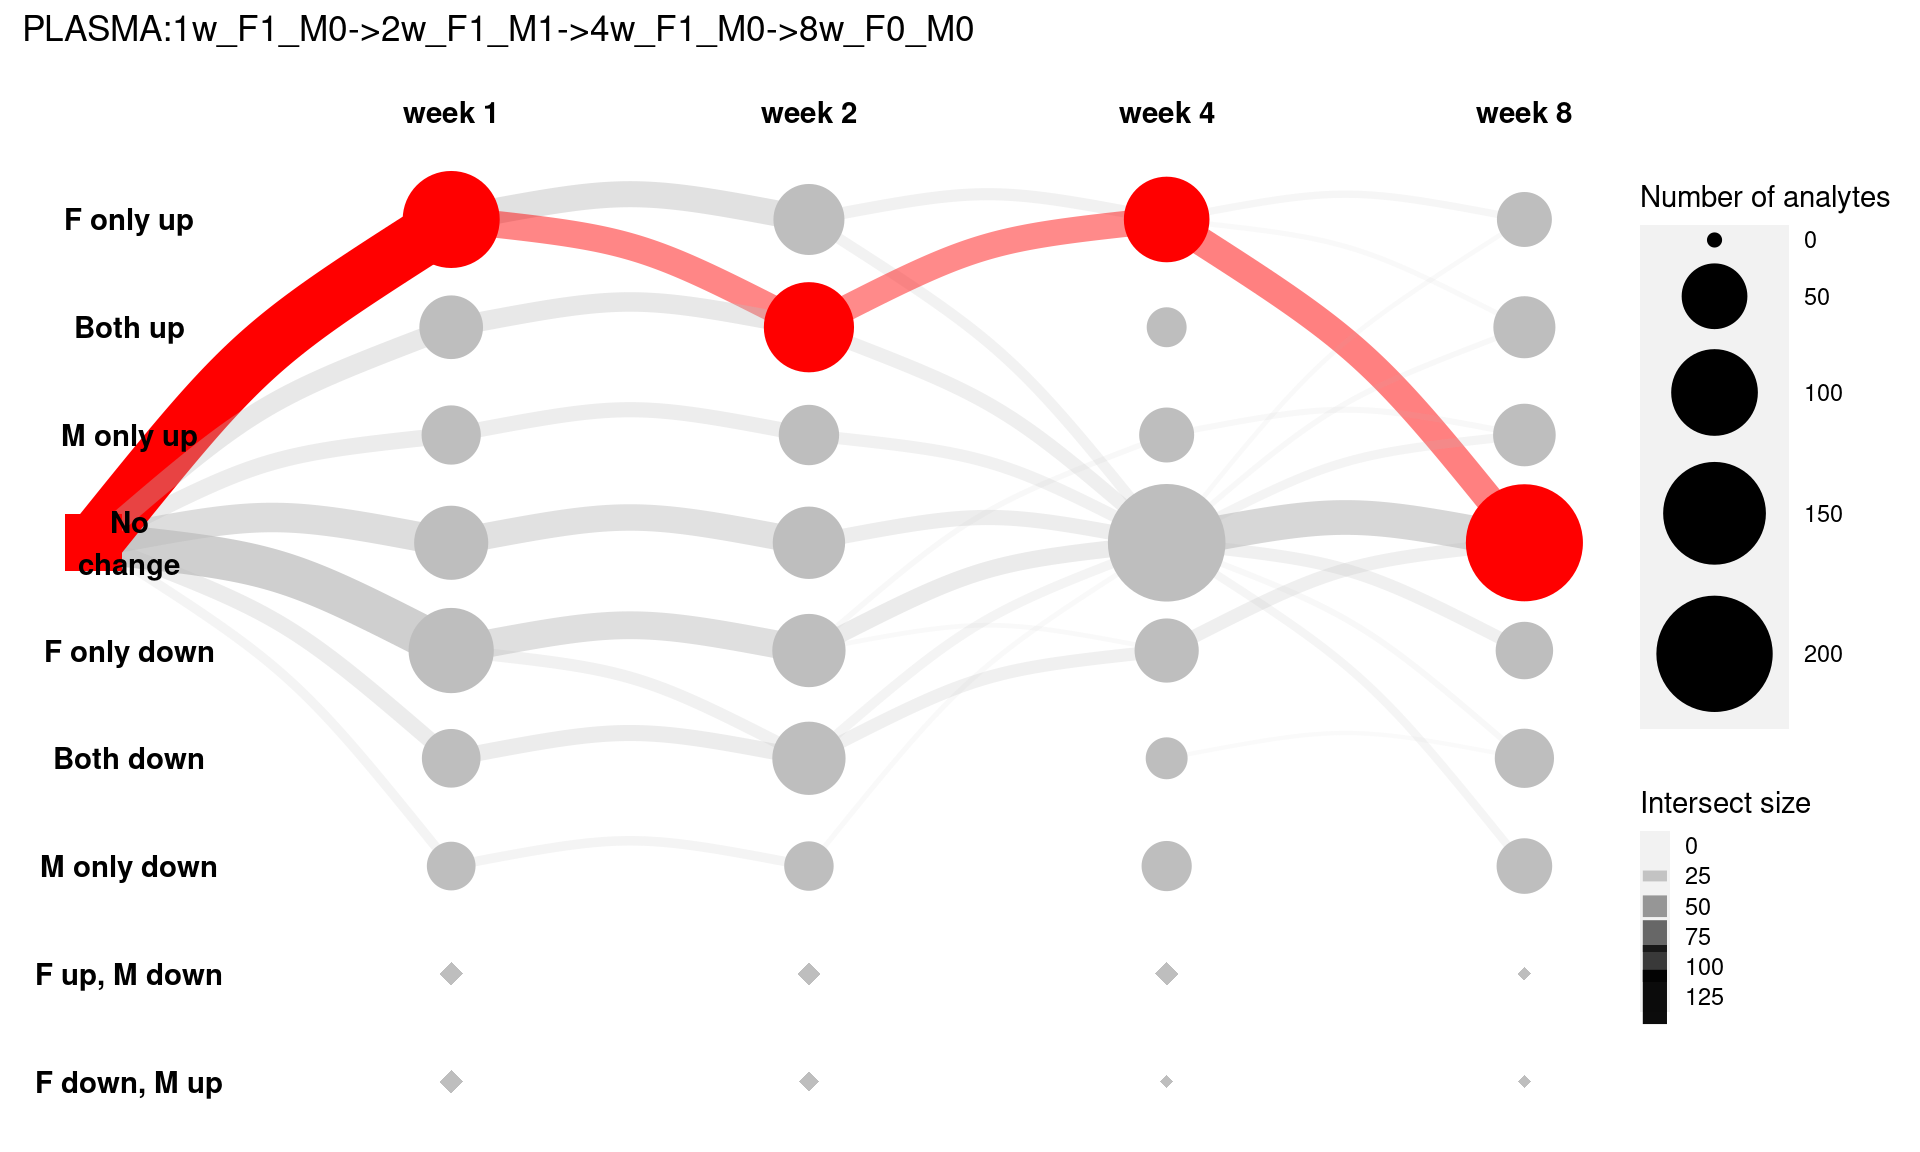 PLASMA:1w_F1_M0->2w_F1_M1->4w_F1_M0->8w_F0_M0
week 1
week 2
week 4
week 8
F only up
Both up
M only up
No
change
F only down
Both down
M only down
F up, M down
F down, M up
Number of analytes
0
50
100
150
200
Intersect size
0
25
50
75
100
125